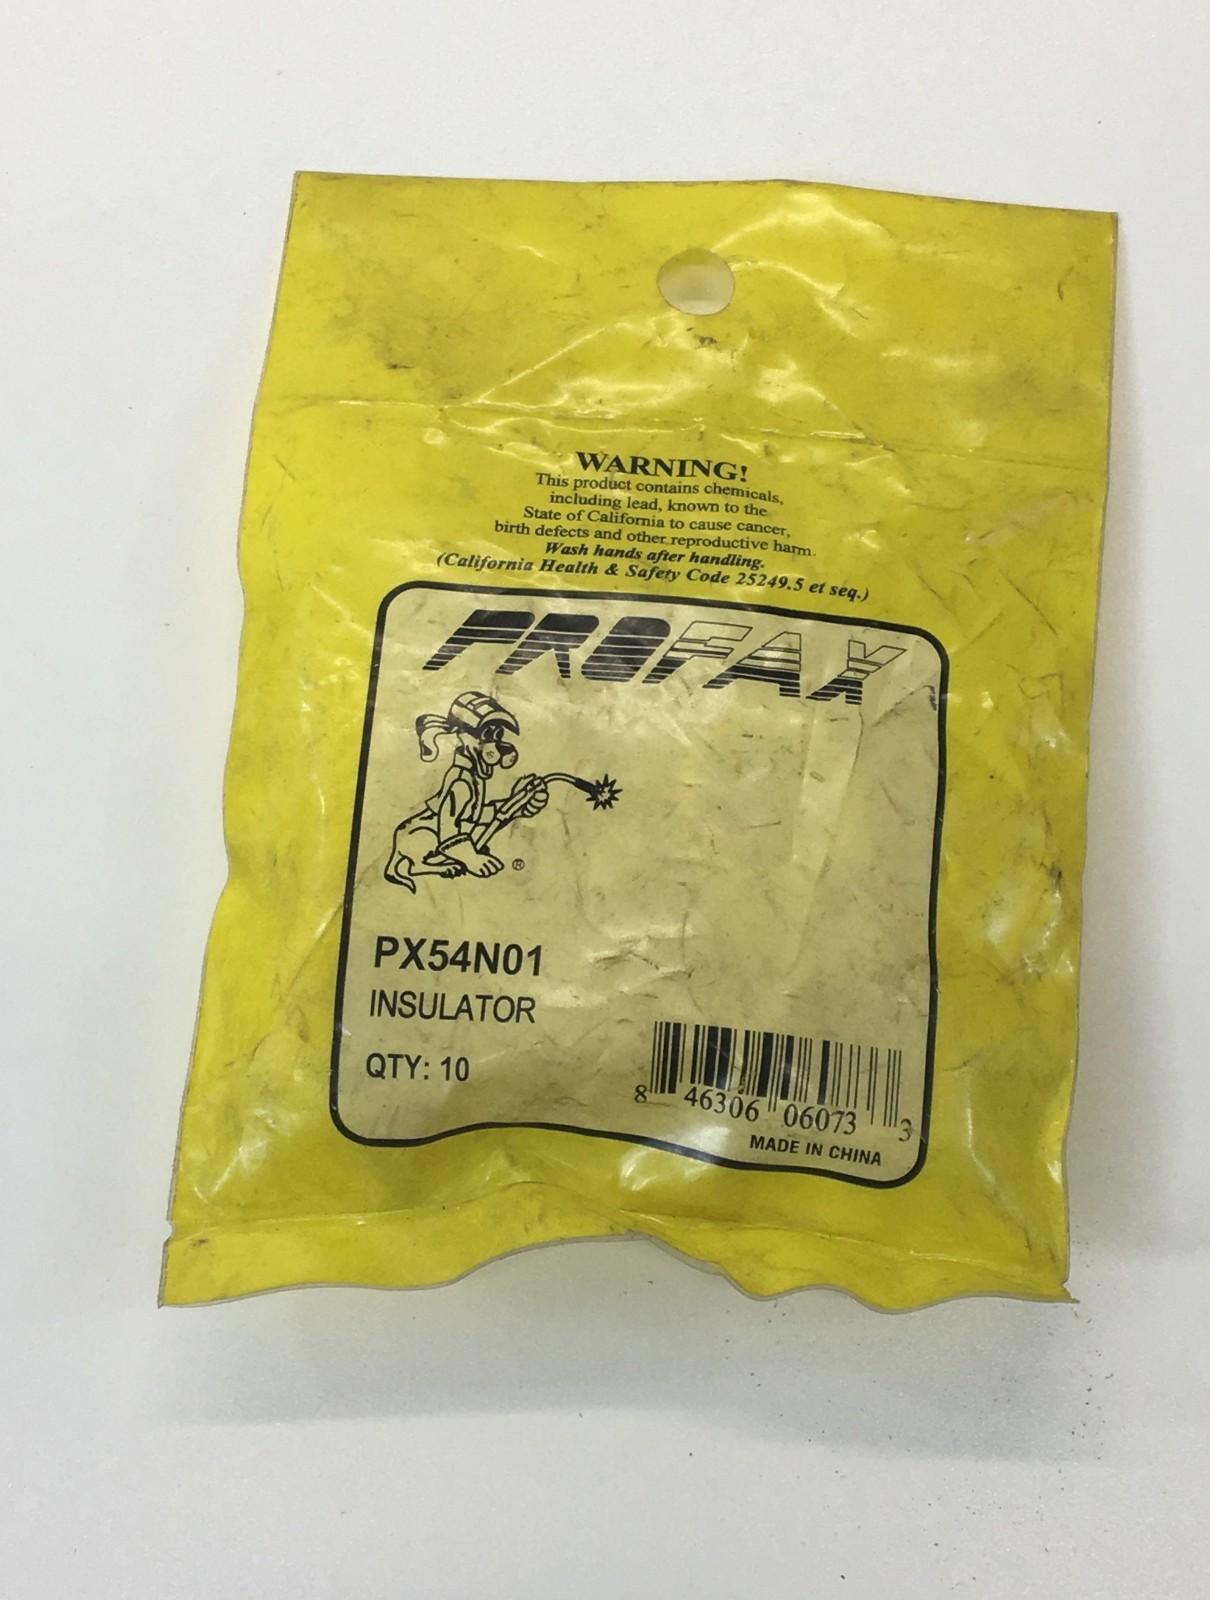 WARNING!
This product contains chemicals,
including lead, known to the
State of California to cause cancer,
birth defects and other reproductive harm.
Wash hands after handling.
(California Health & Safety Code 25249.5 et seq.)
PROFAX
®
PX54N01
INSULATOR
QTY: 10
8 46306 06073 3
MADE IN CHINA